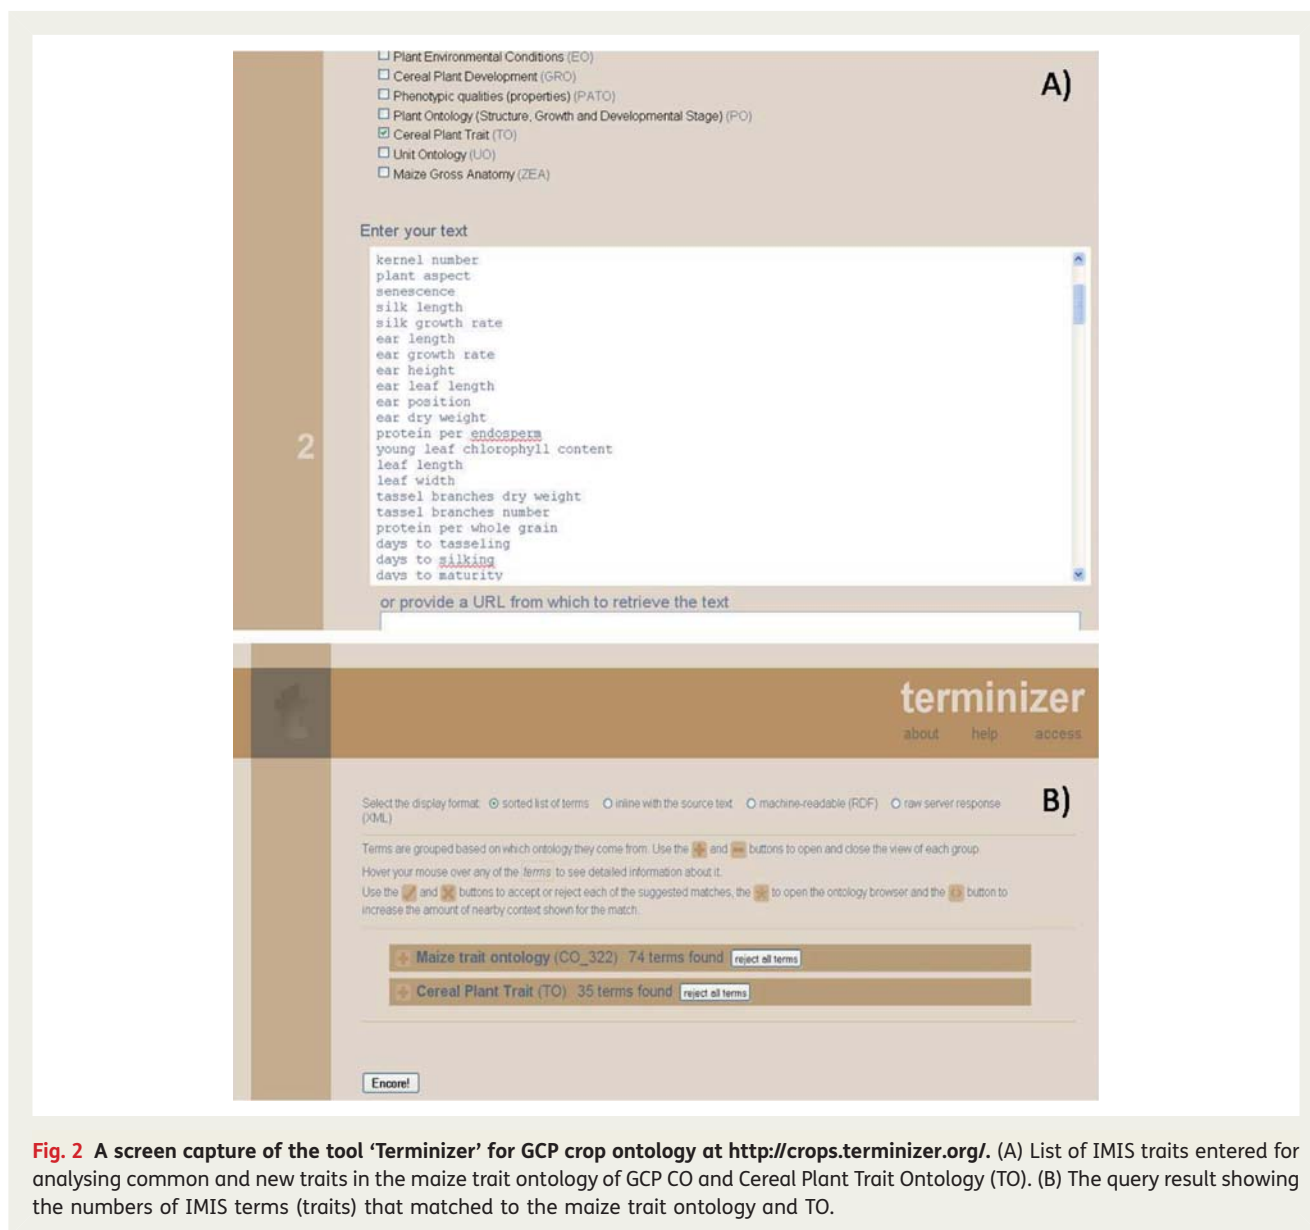 Plant Environmental Conditions (EO)
Cereal Plant Development (GRO)
Phenotypic qualities (properties) (PATO)
Plant Ontology (Structure, Growth and Developmental Stage) (PO)
Cereal Plant Trait (TO)
Unit Ontology (UO)
Maize Gross Anatomy (ZEA)
A)
Enter your text
kernel number
plant aspect
senescence
silk length
silk growth rate
ear length
ear growth rate
ear height
ear leaf length
ear position
ear dry weight
protein per endosperm
young leaf chlorophyll content
leaf length
leaf width
tassel branches dry weight
tassel branches number
protein per whole grain
days to tasseling
days to silking
days to maturity
2
or provide a URL from which to retrieve the text
t
terminizer
about help access
Select the display format: sorted list of terms inline with the source text machine-readable (RDF) raw server response
(XML)
B)
Terms are grouped based on which ontology they come from. Use the and buttons to open and close the view of each group.
Hover your mouse over any of the terms to see detailed information about it.
Use the and buttons to accept or reject each of the suggested matches, the to open the ontology browser and the button to
increase the amount of nearby context shown for the match.
Maize trait ontology (CO_322) 74 terms found reject all terms
Cereal Plant Trait (TO) 35 terms found reject all terms
Encore!
Fig. 2 A screen capture of the tool ‘Terminizer’ for GCP crop ontology at http://crops.terminizer.org/. (A) List of IMIS traits entered for
analysing common and new traits in the maize trait ontology of GCP CO and Cereal Plant Trait Ontology (TO). (B) The query result showing
the numbers of IMIS terms (traits) that matched to the maize trait ontology and TO.